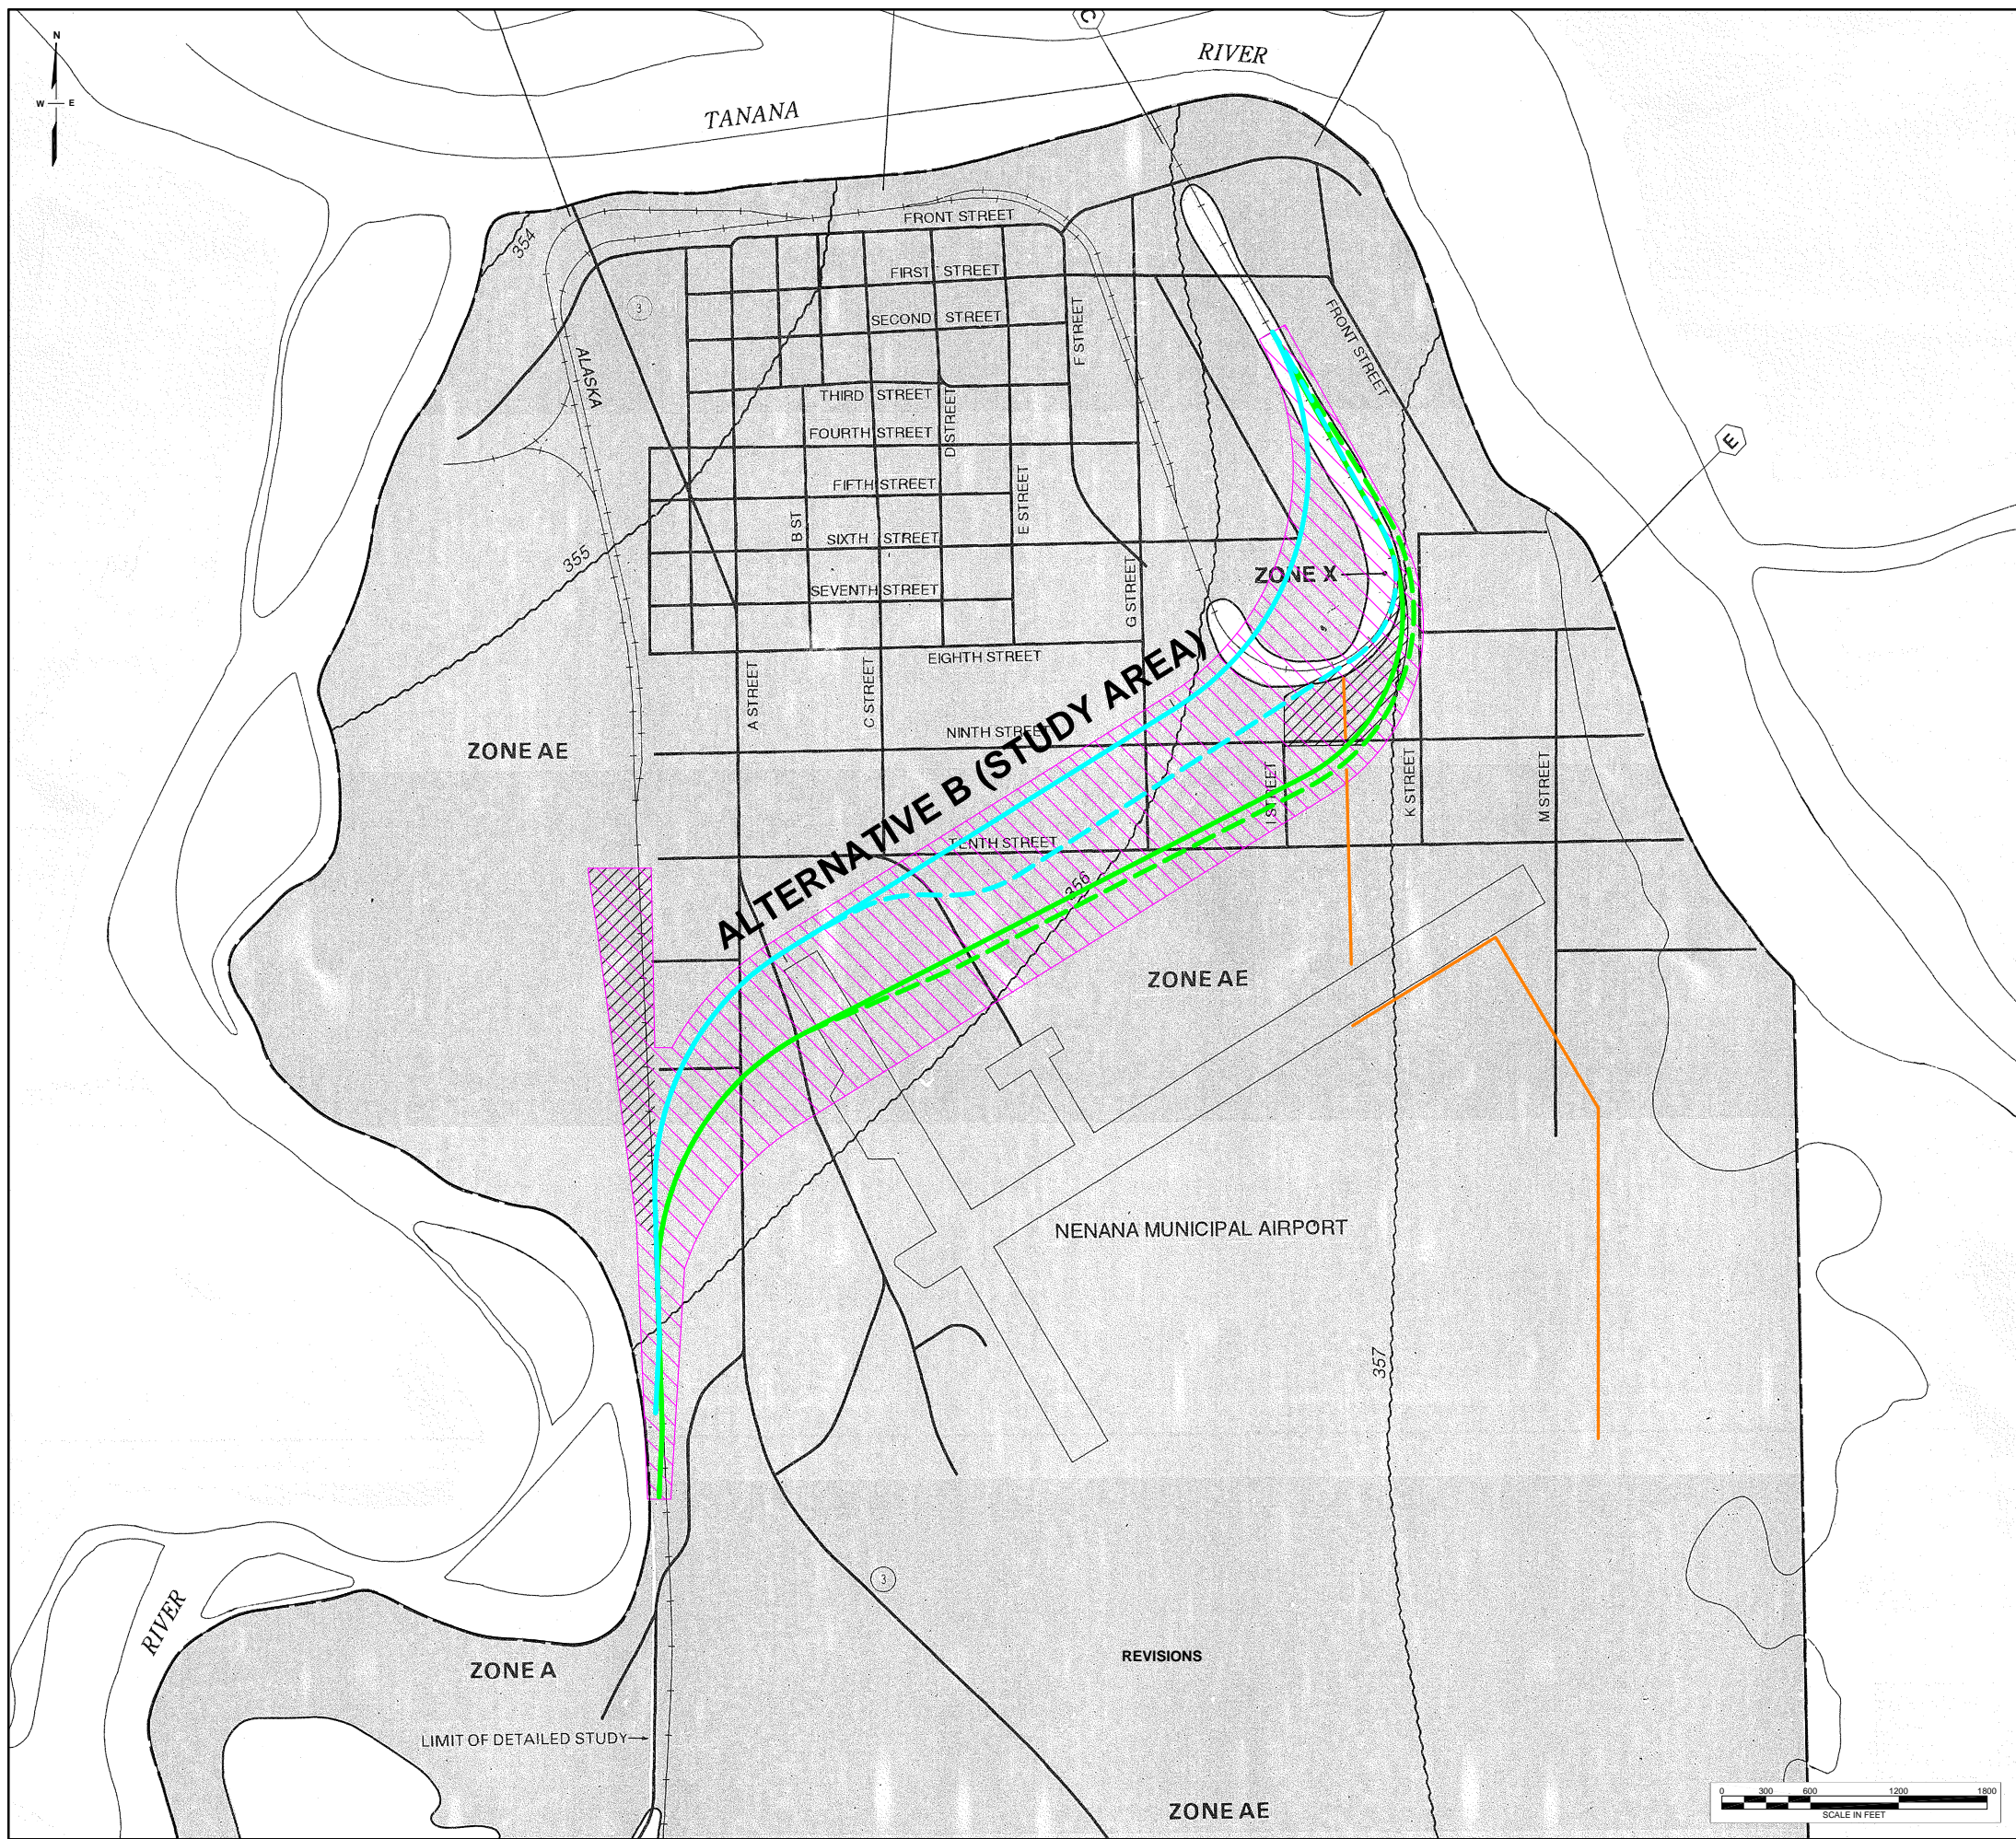 C
RIVER
N
W E
TANANA
FRONT STREET
354
FIRST STREET
3
SECOND STREET
F STREET
FRONT STREET
ALASKA
THIRD STREET
D STREET
FOURTH STREET
E
FIFTH STREET
E STREET
B ST
SIXTH STREET
355
ZONE X
SEVENTH STREET
G STREET
EIGHTH STREET
A STREET
C STREET
ALTERNATIVE B (STUDY AREA)
NINTH STREET
ZONE AE
I STREET
K STREET
M STREET
TENTH STREET
356
ZONE AE
NENANA MUNICIPAL AIRPORT
357
3
RIVER
REVISIONS
ZONE A
LIMIT OF DETAILED STUDY
ZONE AE
0 300 600 1200 1800
SCALE IN FEET